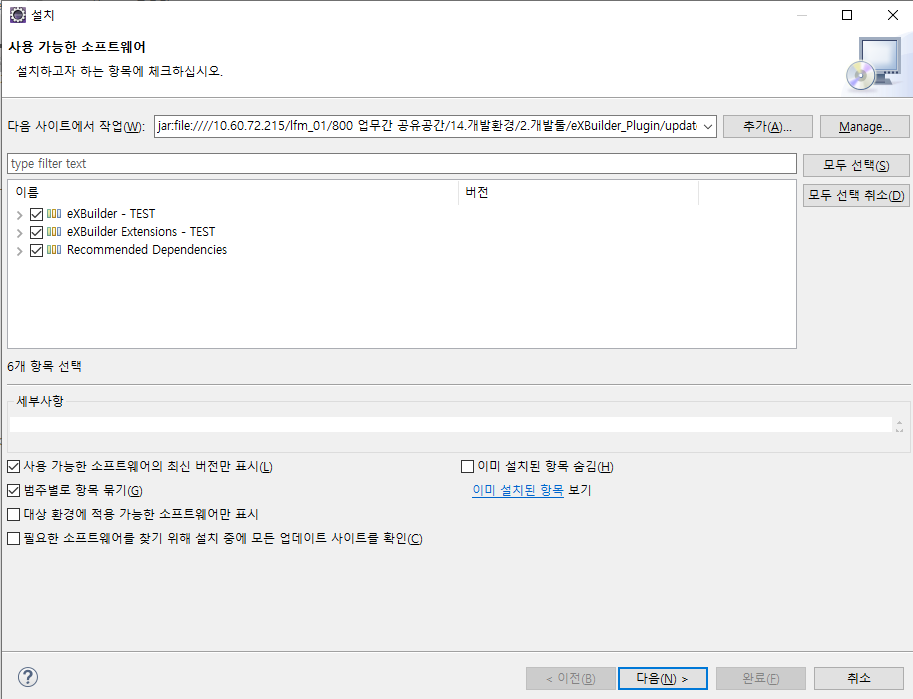 설치
사용 가능한 소프트웨어
설치하고자 하는 항목에 체크하십시오.
다음 사이트에서 작업(W): jar:file:////10.60.72.215/lfm_01/800 업무간 공유공간/14.개발환경/2.개발툴/eXBuilder_Plugin/updat 추가(A)... Manage...
type filter text 모두 선택(S)
모두 선택 취소(D)
이름 버전
eXBuilder - TEST
eXBuilder Extensions - TEST
Recommended Dependencies
6개 항목 선택
세부사항
사용 가능한 소프트웨어의 최신 버전만 표시(L) 이미 설치된 항목 숨김(H)
범주별로 항목 묶기(G) 이미 설치된 항목 보기
대상 환경에 적용 가능한 소프트웨어만 표시
필요한 소프트웨어를 찾기 위해 설치 중에 모든 업데이트 사이트를 확인(C)
? < 이전(B) 다음(N) > 완료(F) 취소